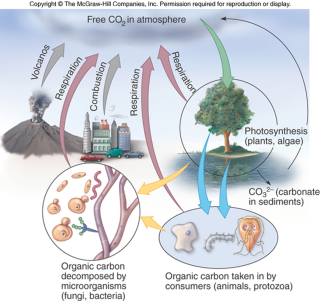 Copyright © The McGraw-Hill Companies, Inc. Permission required for reproduction or display.
Free CO₂ in atmosphere
Volcanos
Respiration
Combustion
Respiration
Respiration
Photosynthesis
(plants, algae)
CO₃²⁻ (carbonate
in sediments)
Organic carbon
decomposed by
microorganisms
(fungi, bacteria)
Organic carbon taken in by
consumers (animals, protozoa)